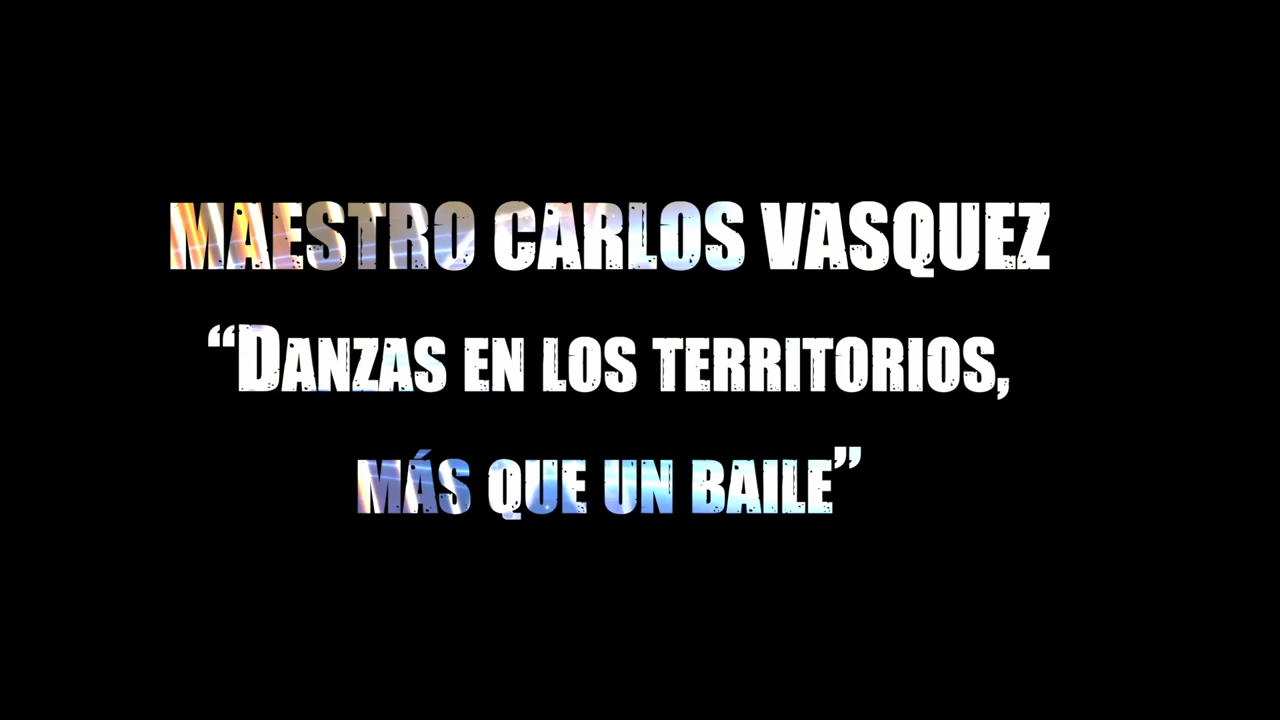 MAESTRO CARLOS VASQUEZ
“DANZAS EN LOS TERRITORIOS,
MÁS QUE UN BAILE”